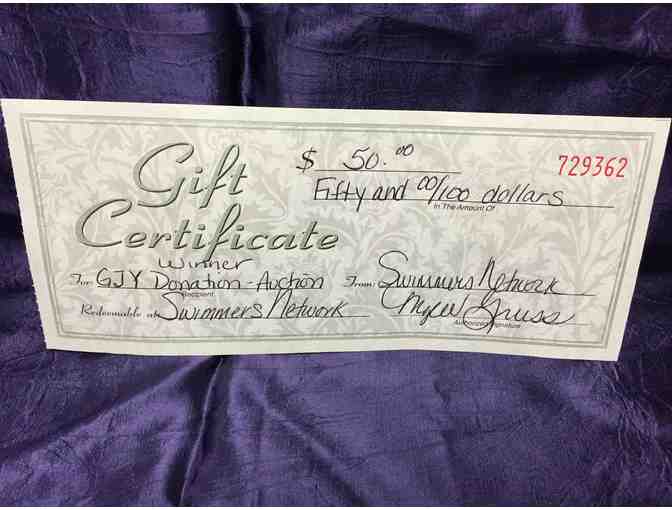 Gift
Certificate
$ 50.00
729362
Fifty and 00/100 dollars
In The Amount Of
Winner
For: GJY Donation-Auction
Recipient
From: Swimmers Network
Redeemable at: Swimmers Network
Gruss
Authorized Signature